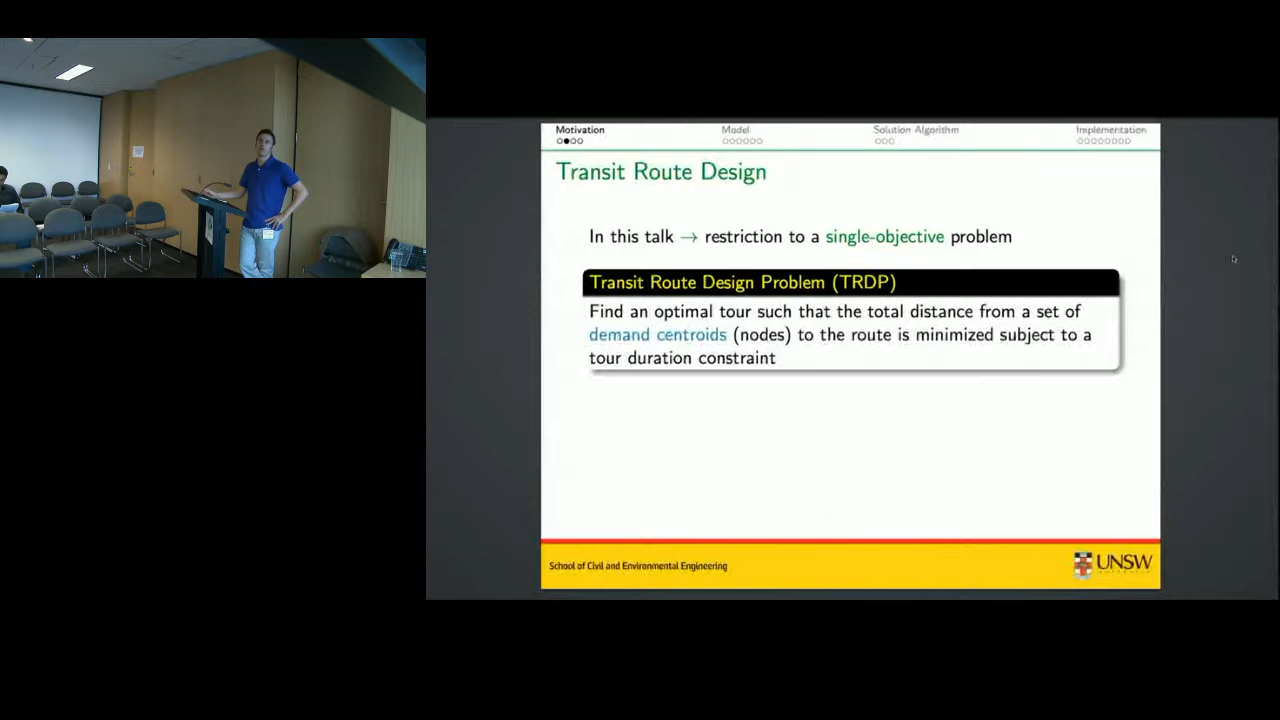 Motivation
Model
Solution Algorithm
Implementation
Transit Route Design
In this talk → restriction to a single-objective problem
Transit Route Design Problem (TRDP)
Find an optimal tour such that the total distance from a set of
demand centroids (nodes) to the route is minimized subject to a
tour duration constraint
School of Civil and Environmental Engineering
UNSW